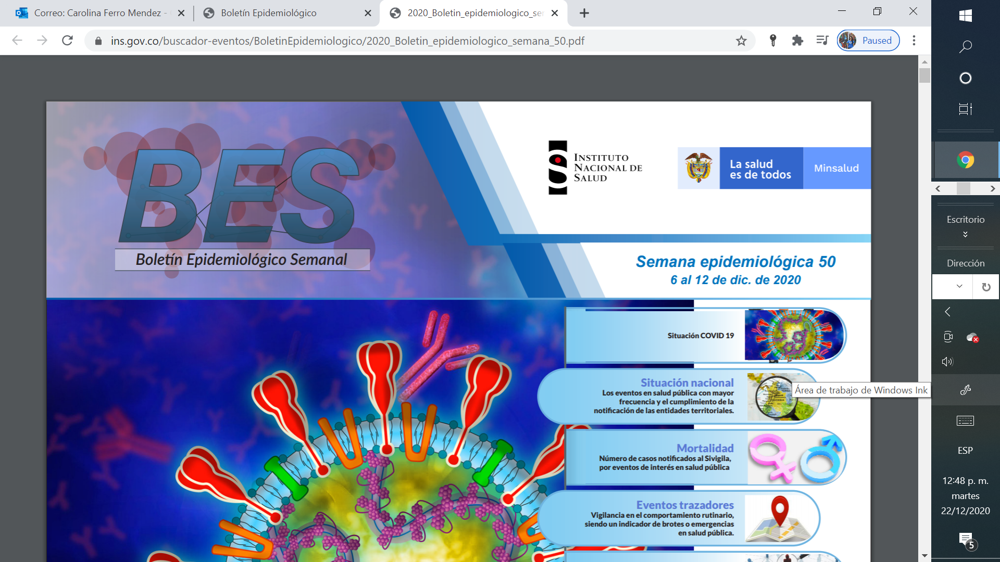 Correo: Carolina Ferro Mendez -
Boletín Epidemiológico
2020_Boletin_epidemiologico_se
ins.gov.co/buscador-eventos/BoletinEpidemiologico/2020_Boletin_epidemiologico_semana_50.pdf
Paused
BES
Boletín Epidemiológico Semanal
INSTITUTO
NACIONAL DE
SALUD
La salud
es de todos
Minsalud
Semana epidemiológica 50
6 al 12 de dic. de 2020
Situación COVID 19
Situación nacional
Los eventos en salud pública con mayor
frecuencia y el cumplimiento de la
notificación de las entidades territoriales.
Mortalidad
Número de casos notificados al Sivigila,
por eventos de interés en salud pública
Eventos trazadores
Vigilancia en el comportamiento rutinario,
siendo un indicador de brotes o emergencias
en salud pública.
Área de trabajo de Windows Ink
Escritorio
Dirección
ESP
12:48 p. m.
martes
22/12/2020
5